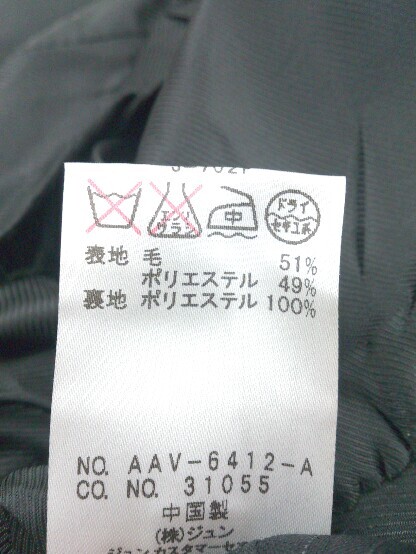 エンソ
サラシ
中
ドライ
セキユ系
表地 毛 51%
ポリエステル 49%
裏地 ポリエステル 100%
NO. AAV-6412-A
CO. NO. 31055
中国製
(株)ジュン